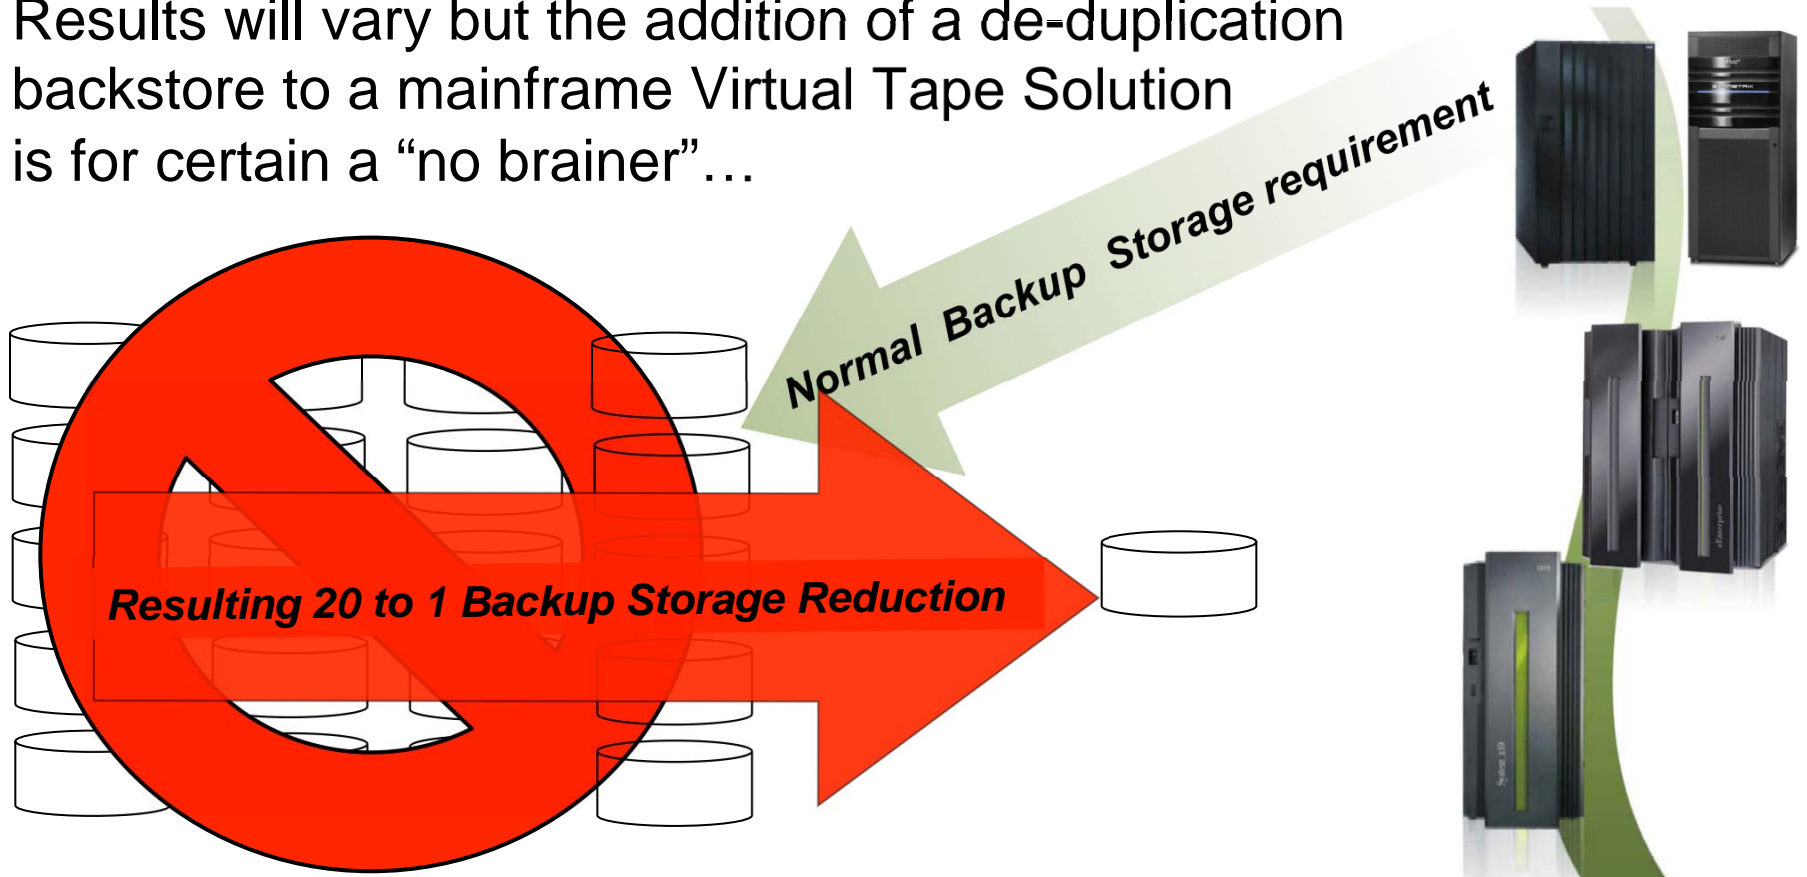 Results will vary but the addition of a de-duplication
backstore to a mainframe Virtual Tape Solution
is for certain a “no brainer”…
Normal Backup Storage requirement
Resulting 20 to 1 Backup Storage Reduction
zEnterprise